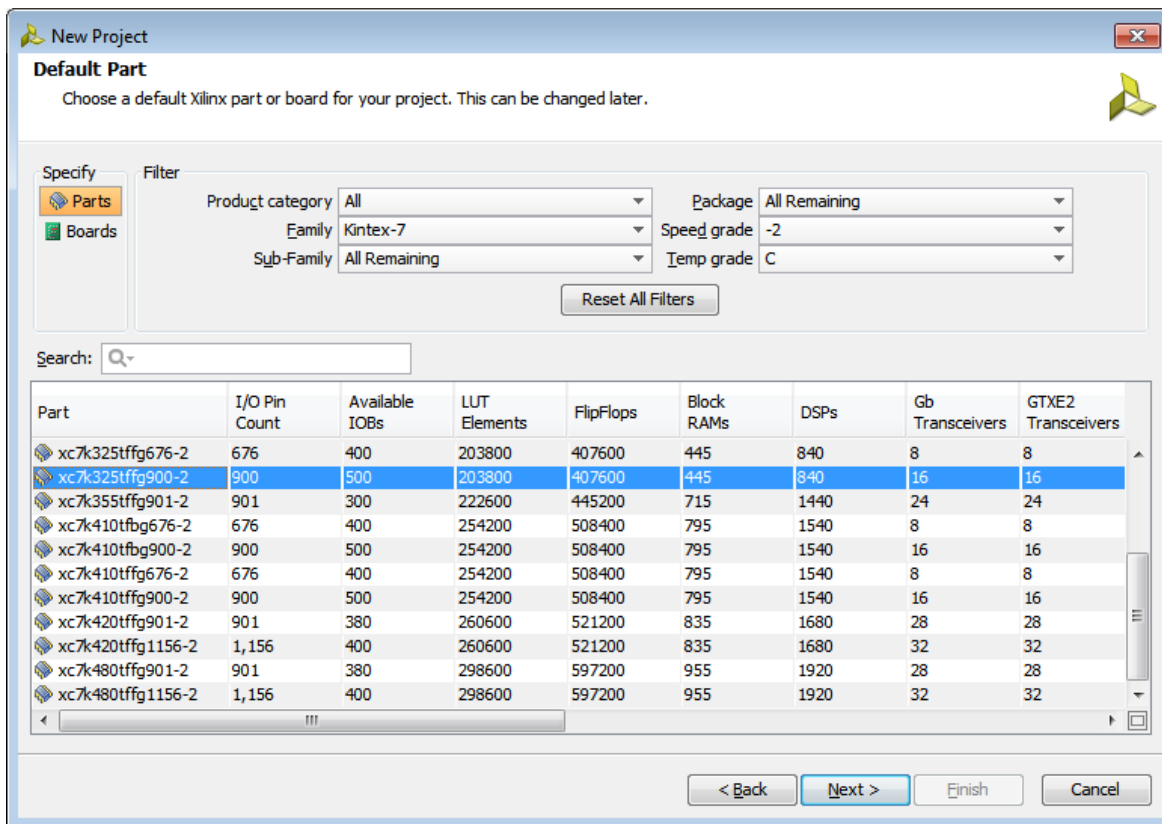 New Project
Default Part
Choose a default Xilinx part or board for your project. This can be changed later.
Specify
Filter
Parts
Boards
Product category All
Package All Remaining
Family Kintex-7
Speed grade -2
Sub-Family All Remaining
Temp grade C
Reset All Filters
Search:
Part I/O Pin Count Available IOBs LUT Elements FlipFlops Block RAMs DSPs Gb Transceivers GTXE2 Transceivers
xc7k325tffg676-2 676 400 203800 407600 445 840 8 8
xc7k325tffg900-2 900 500 203800 407600 445 840 16 16
xc7k355tffg901-2 901 300 222600 445200 715 1440 24 24
xc7k410tfbg676-2 676 400 254200 508400 795 1540 8 8
xc7k410tfbg900-2 900 500 254200 508400 795 1540 16 16
xc7k410tffg676-2 676 400 254200 508400 795 1540 8 8
xc7k410tffg900-2 900 500 254200 508400 795 1540 16 16
xc7k420tffg901-2 901 380 260600 521200 835 1680 28 28
xc7k420tffg1156-2 1,156 400 260600 521200 835 1680 32 32
xc7k480tffg901-2 901 380 298600 597200 955 1920 28 28
xc7k480tffg1156-2 1,156 400 298600 597200 955 1920 32 32
< Back Next > Finish Cancel